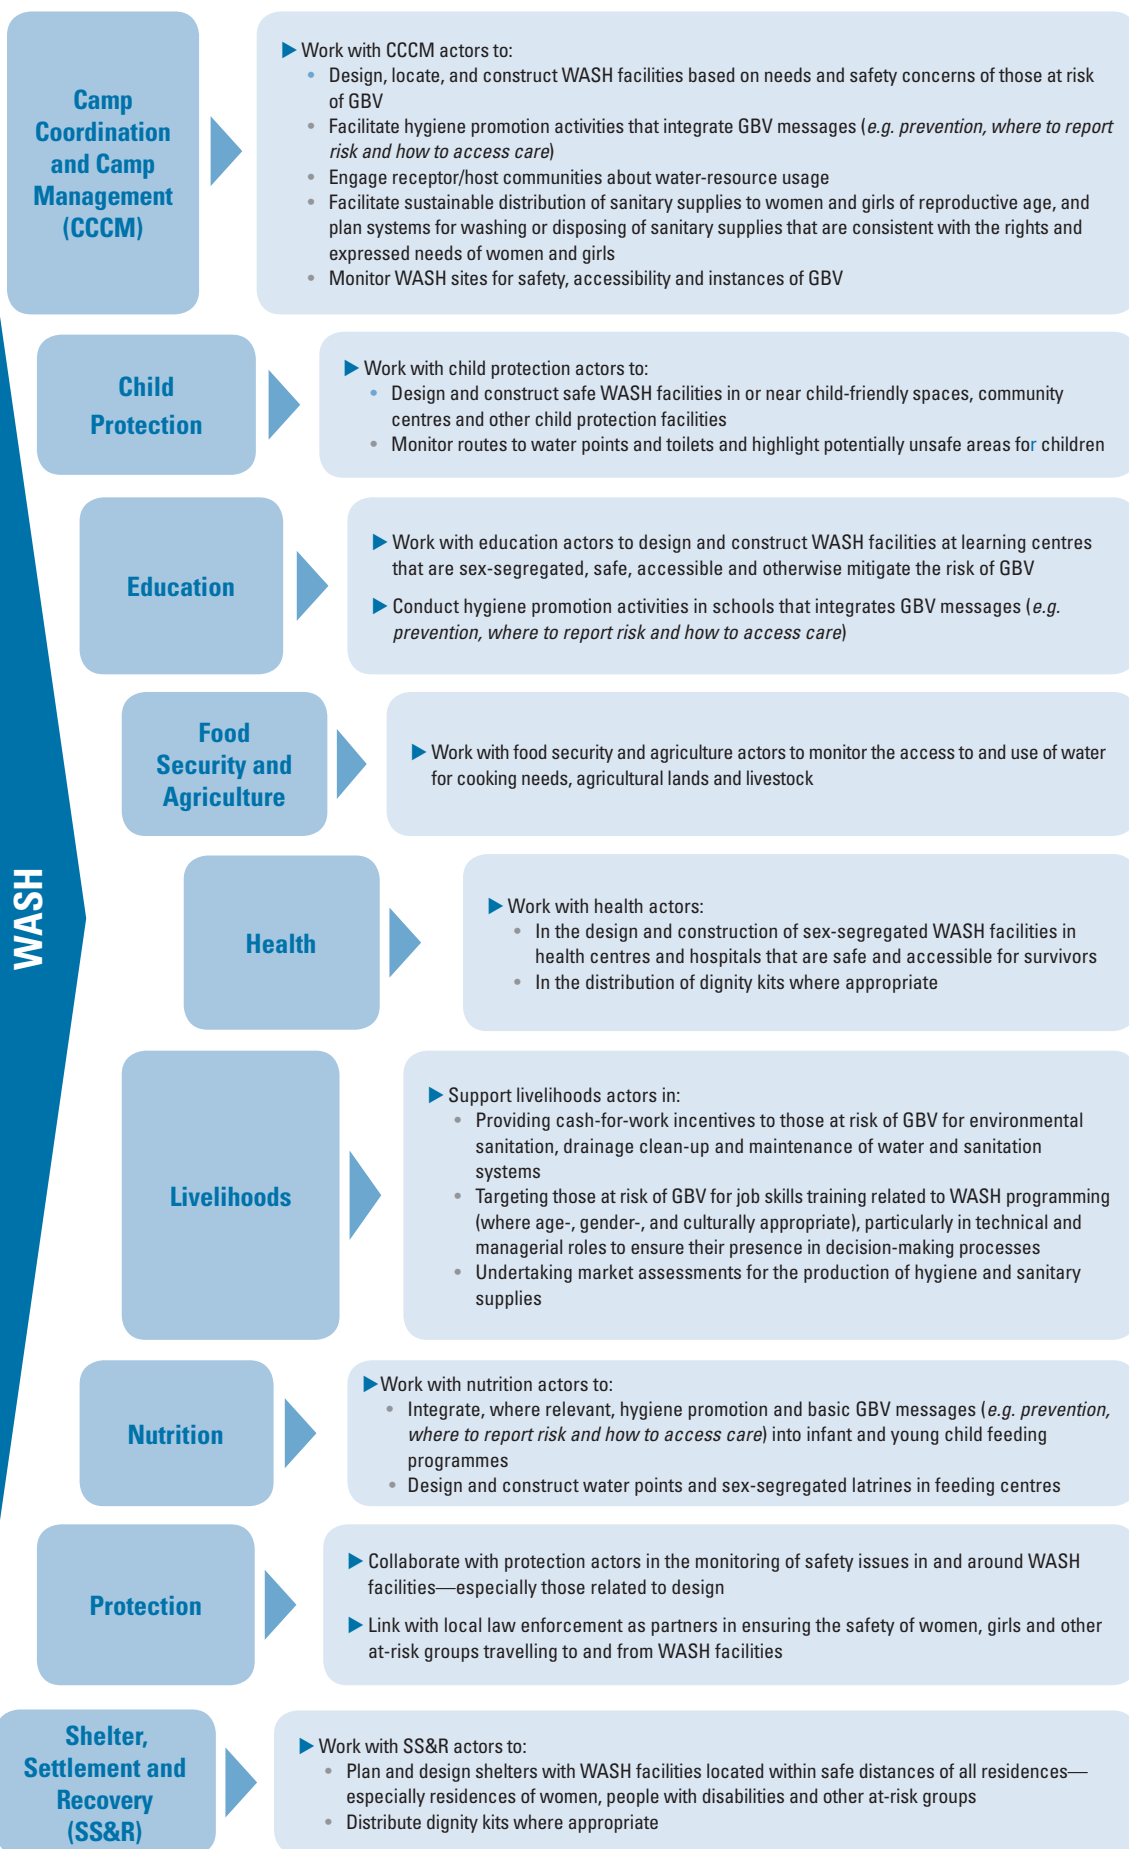 Camp
Coordination
and Camp
Management
(CCCM)
▶ Work with CCCM actors to:
• Design, locate, and construct WASH facilities based on needs and safety concerns of those at risk
of GBV
• Facilitate hygiene promotion activities that integrate GBV messages (e.g. prevention, where to report
risk and how to access care)
• Engage receptor/host communities about water-resource usage
• Facilitate sustainable distribution of sanitary supplies to women and girls of reproductive age, and
plan systems for washing or disposing of sanitary supplies that are consistent with the rights and
expressed needs of women and girls
• Monitor WASH sites for safety, accessibility and instances of GBV
Child
Protection
▶ Work with child protection actors to:
• Design and construct safe WASH facilities in or near child-friendly spaces, community
centres and other child protection facilities
• Monitor routes to water points and toilets and highlight potentially unsafe areas for children
Education
▶ Work with education actors to design and construct WASH facilities at learning centres
that are sex-segregated, safe, accessible and otherwise mitigate the risk of GBV
▶ Conduct hygiene promotion activities in schools that integrates GBV messages (e.g.
prevention, where to report risk and how to access care)
Food
Security and
Agriculture
▶ Work with food security and agriculture actors to monitor the access to and use of water
for cooking needs, agricultural lands and livestock
WASH
Health
▶ Work with health actors:
• In the design and construction of sex-segregated WASH facilities in
health centres and hospitals that are safe and accessible for survivors
• In the distribution of dignity kits where appropriate
Livelihoods
▶ Support livelihoods actors in:
• Providing cash-for-work incentives to those at risk of GBV for environmental
sanitation, drainage clean-up and maintenance of water and sanitation
systems
• Targeting those at risk of GBV for job skills training related to WASH programming
(where age-, gender-, and culturally appropriate), particularly in technical and
managerial roles to ensure their presence in decision-making processes
• Undertaking market assessments for the production of hygiene and sanitary
supplies
Nutrition
▶ Work with nutrition actors to:
• Integrate, where relevant, hygiene promotion and basic GBV messages (e.g. prevention,
where to report risk and how to access care) into infant and young child feeding
programmes
• Design and construct water points and sex-segregated latrines in feeding centres
Protection
▶ Collaborate with protection actors in the monitoring of safety issues in and around WASH
facilities—especially those related to design
▶ Link with local law enforcement as partners in ensuring the safety of women, girls and other
at-risk groups travelling to and from WASH facilities
Shelter,
Settlement and
Recovery
(SS&R)
▶ Work with SS&R actors to:
• Plan and design shelters with WASH facilities located within safe distances of all residences—
especially residences of women, people with disabilities and other at-risk groups
• Distribute dignity kits where appropriate